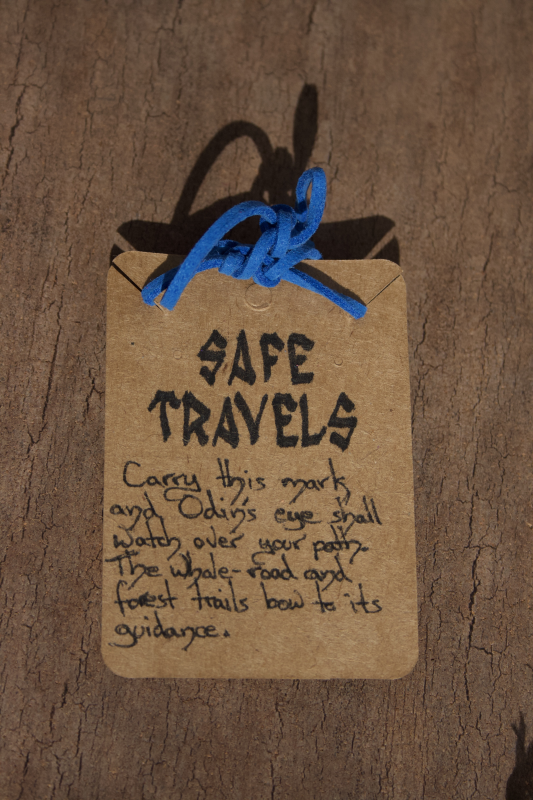 SAFE
TRAVELS
Carry this mark
and Odin's eye shall
watch over your path.
The whale-road and
forest trails bow to its
guidance.